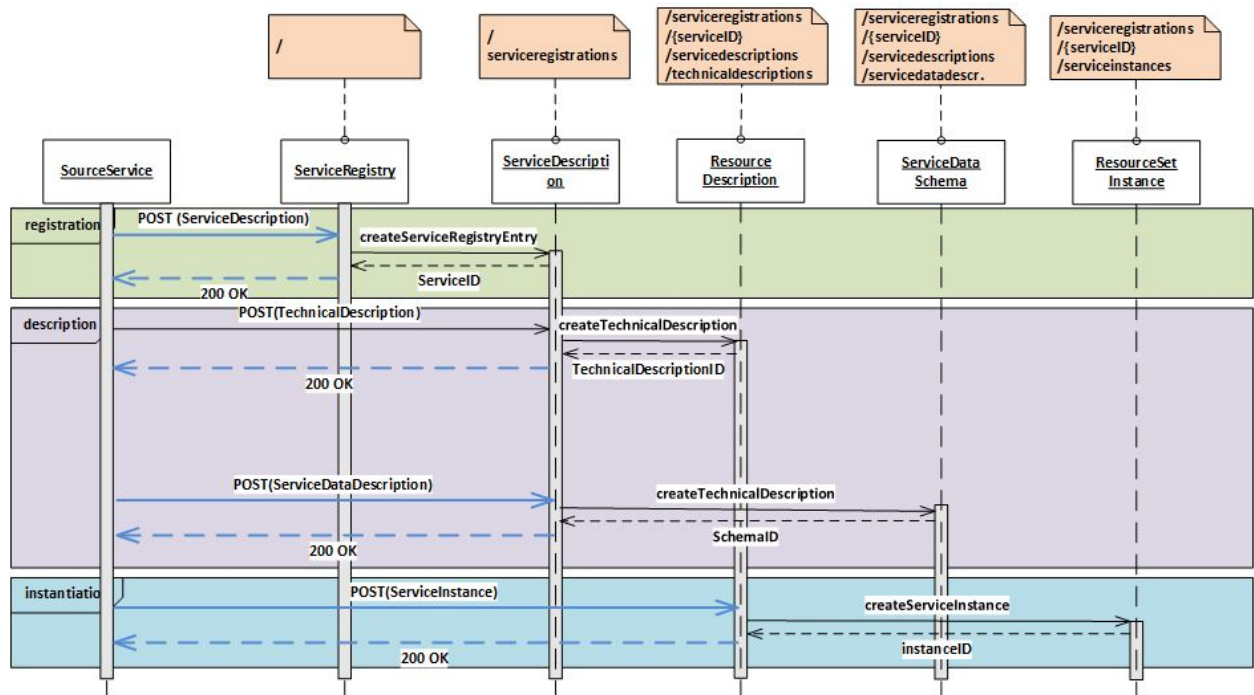 /
/
serviceregistrations
/serviceregistrations
/{serviceID}
/servicedescriptions
/technicaldescriptions
/serviceregistrations
/{serviceID}
/servicedescriptions
/servicedatadescr.
/serviceregistrations
/{serviceID}
/serviceinstances
SourceService
ServiceRegistry
ServiceDescripti
on
Resource
Description
ServiceData
Schema
ResourceSet
Instance
registration
POST (ServiceDescription)
createServiceRegistryEntry
ServiceID
200 OK
description
POST(TechnicalDescription)
createTechnicalDescription
TechnicalDescriptionID
200 OK
POST(ServiceDataDescription)
createTechnicalDescription
SchemaID
200 OK
instantiatio
POST(ServiceInstance)
createServiceInstance
instanceID
200 OK